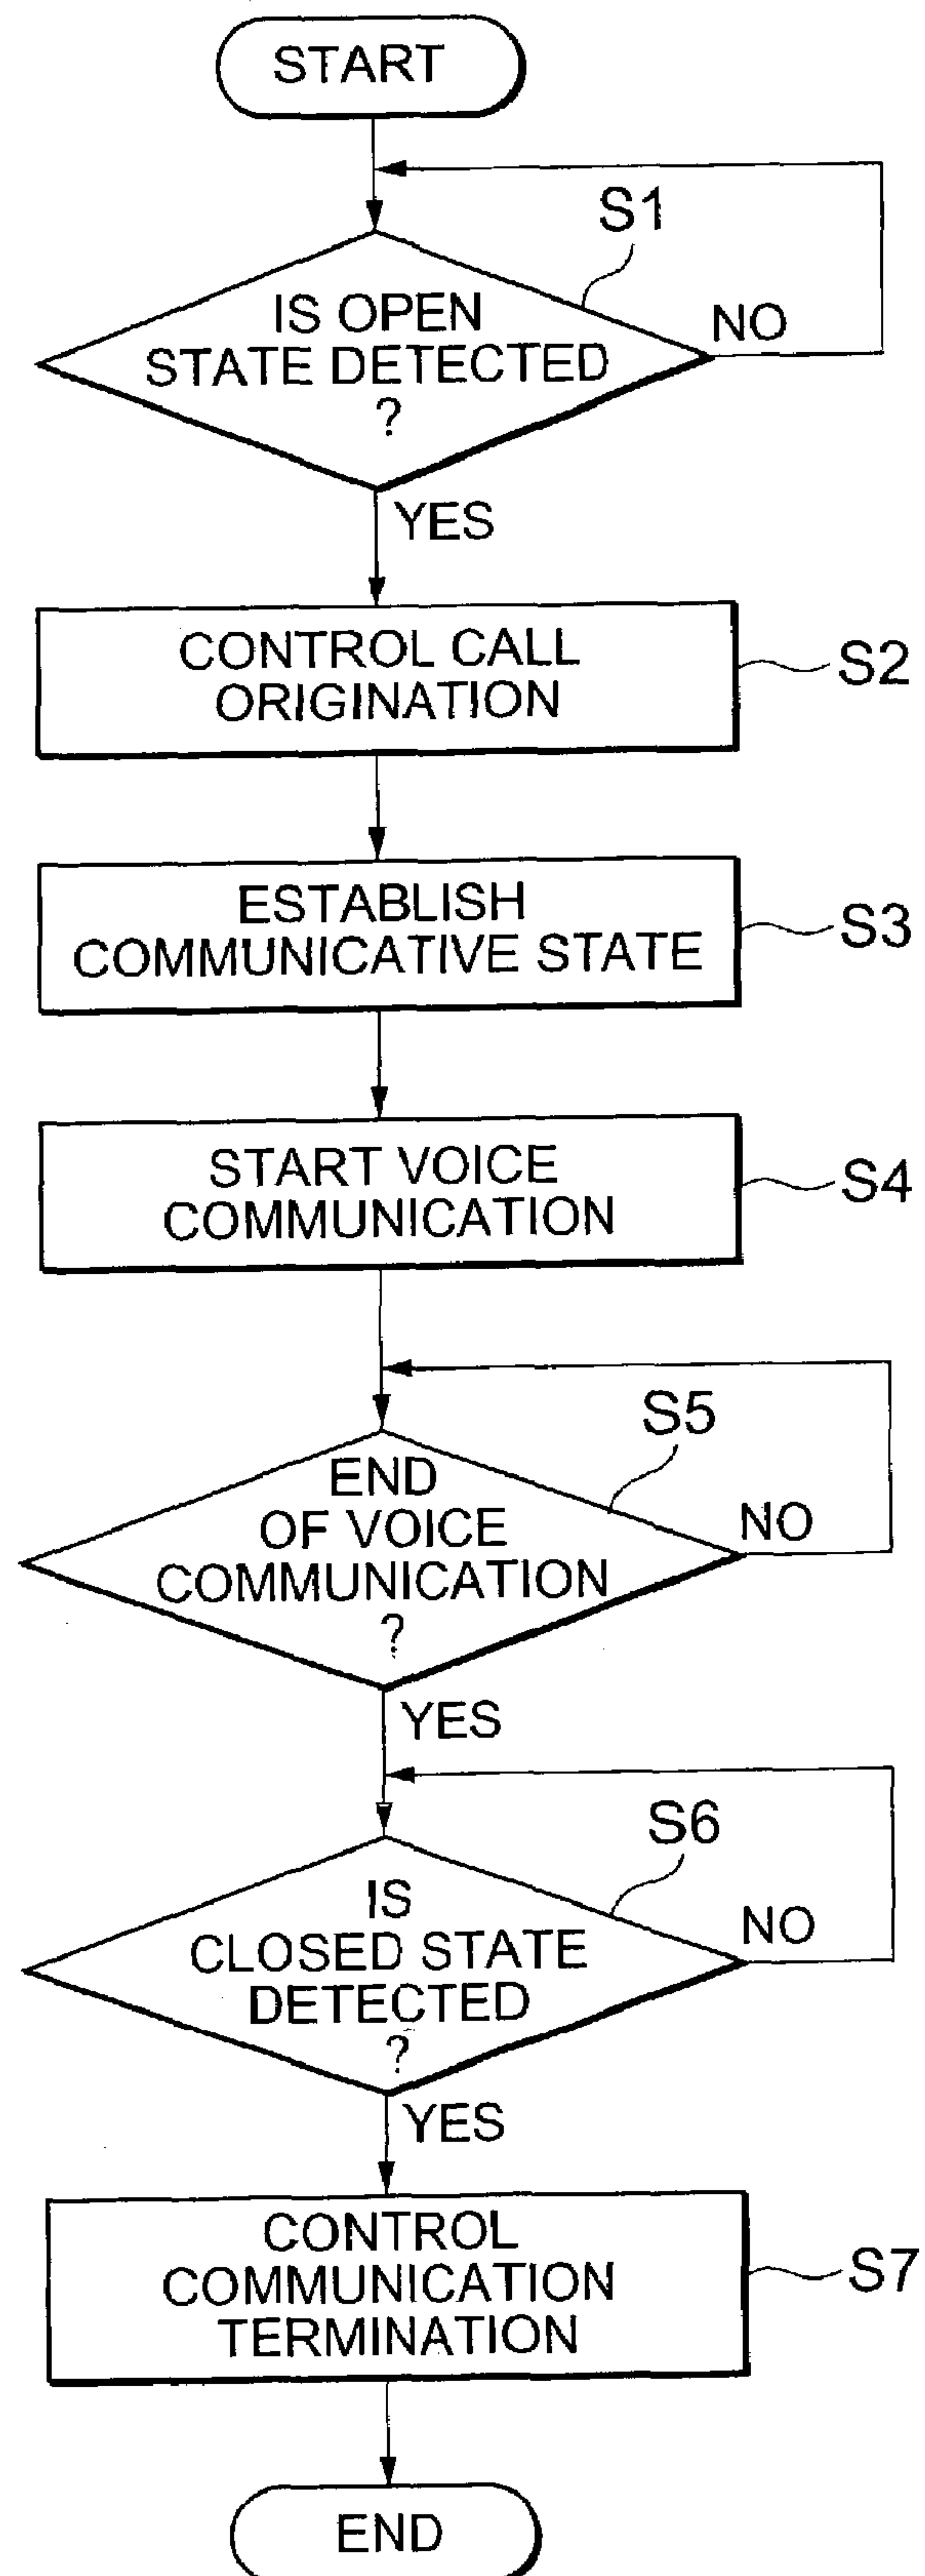 START
S1
IS OPEN
STATE DETECTED
?
NO
YES
CONTROL CALL
ORIGINATION
S2
ESTABLISH
COMMUNICATIVE STATE
S3
START VOICE
COMMUNICATION
S4
S5
END
OF VOICE
COMMUNICATION
?
NO
YES
S6
IS
CLOSED STATE
DETECTED
?
NO
YES
CONTROL
COMMUNICATION
TERMINATION
S7
END